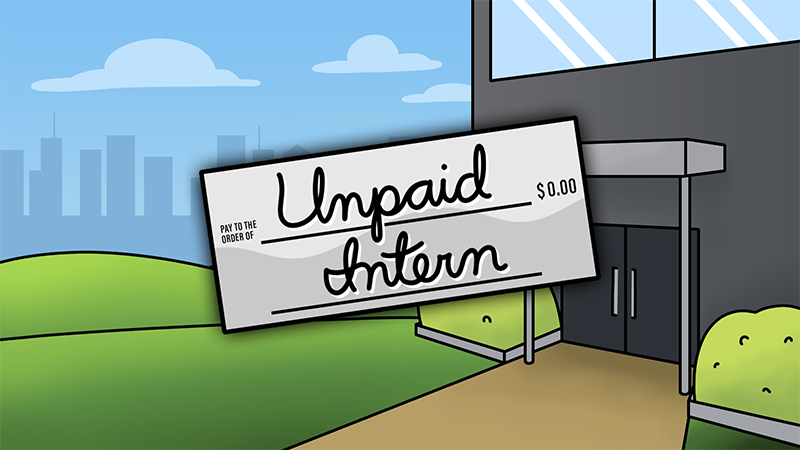 Unpaid
$0.00
PAY TO THE
ORDER OF
Intern